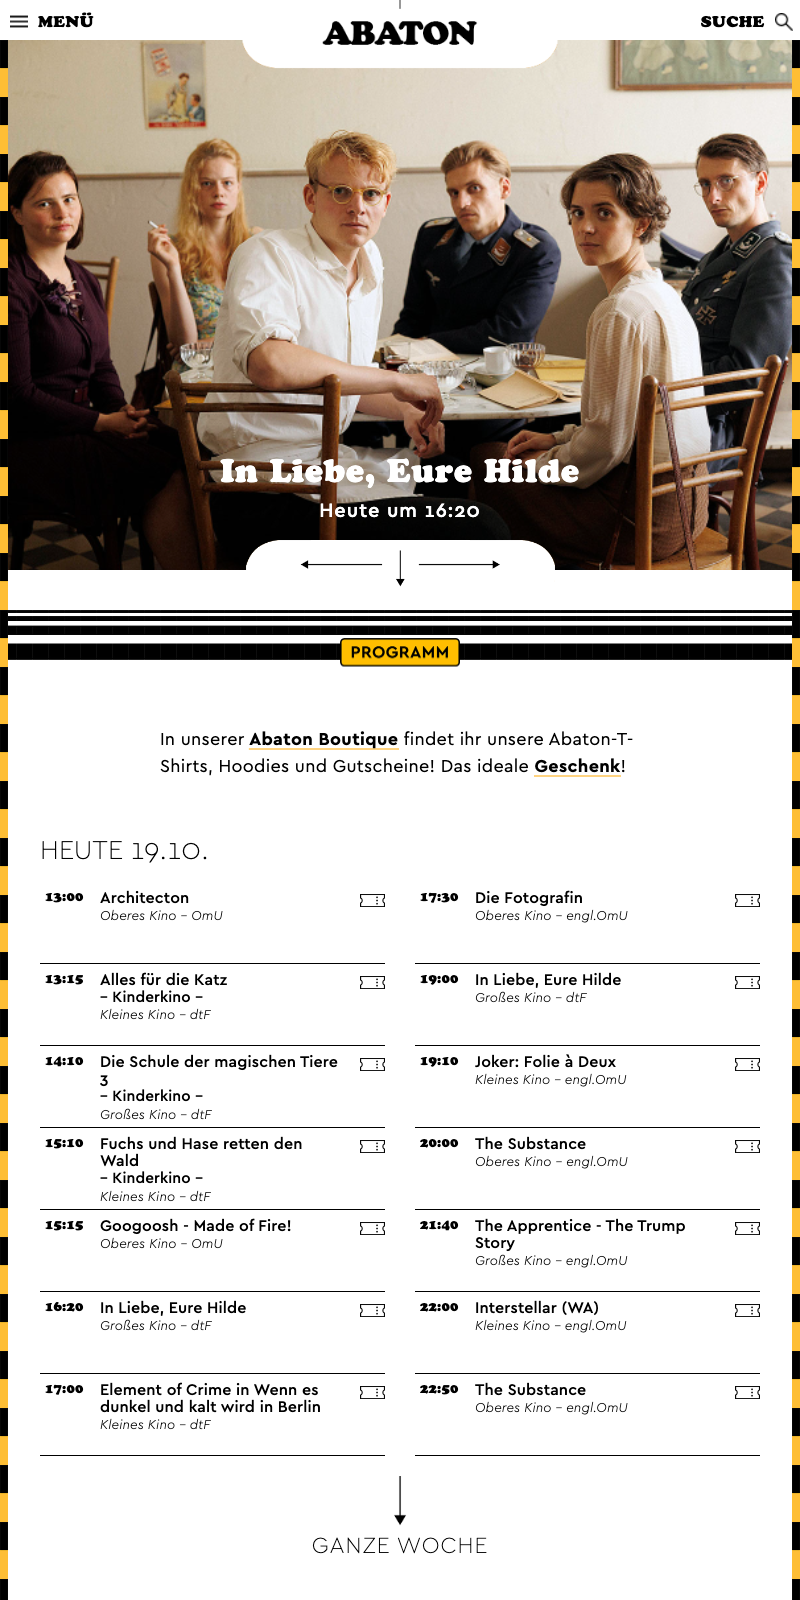 MENÜ
ABATON
SUCHE
In Liebe, Eure Hilde
Heute um 16:20
PROGRAMM
In unserer Abaton Boutique findet ihr unsere Abaton-T-
Shirts, Hoodies und Gutscheine! Das ideale Geschenk!
HEUTE 19.10.
13:00 Architecton
Oberes Kino – OmU
13:15 Alles für die Katz
– Kinderkino –
Kleines Kino – dtF
14:10 Die Schule der magischen Tiere
3
– Kinderkino –
Großes Kino – dtF
15:10 Fuchs und Hase retten den
Wald
– Kinderkino –
Kleines Kino – dtF
15:15 Googoosh - Made of Fire!
Oberes Kino – OmU
16:20 In Liebe, Eure Hilde
Großes Kino – dtF
17:00 Element of Crime in Wenn es
dunkel und kalt wird in Berlin
Kleines Kino – dtF
17:30 Die Fotografin
Oberes Kino – engl.OmU
19:00 In Liebe, Eure Hilde
Großes Kino – dtF
19:10 Joker: Folie à Deux
Kleines Kino – engl.OmU
20:00 The Substance
Oberes Kino – engl.OmU
21:40 The Apprentice - The Trump
Story
Großes Kino – engl.OmU
22:00 Interstellar (WA)
Kleines Kino – engl.OmU
22:50 The Substance
Oberes Kino – engl.OmU
GANZE WOCHE